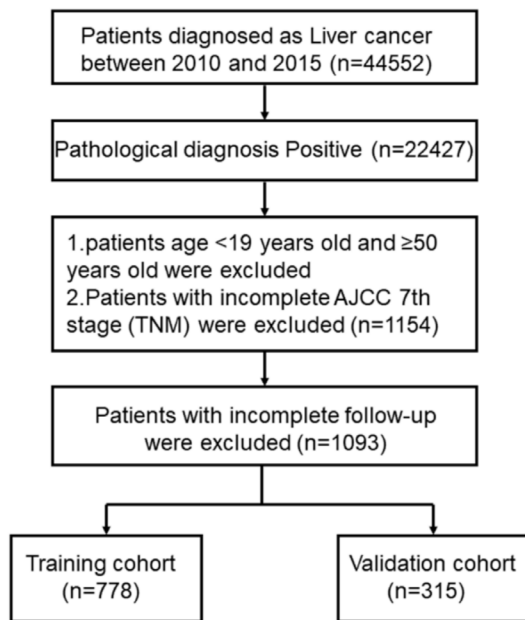 Patients diagnosed as Liver cancer
between 2010 and 2015 (n=44552)
Pathological diagnosis Positive (n=22427)
1.patients age <19 years old and ≥50
years old were excluded
2.Patients with incomplete AJCC 7th
stage (TNM) were excluded (n=1154)
Patients with incomplete follow-up
were excluded (n=1093)
Training cohort
(n=778)
Validation cohort
(n=315)